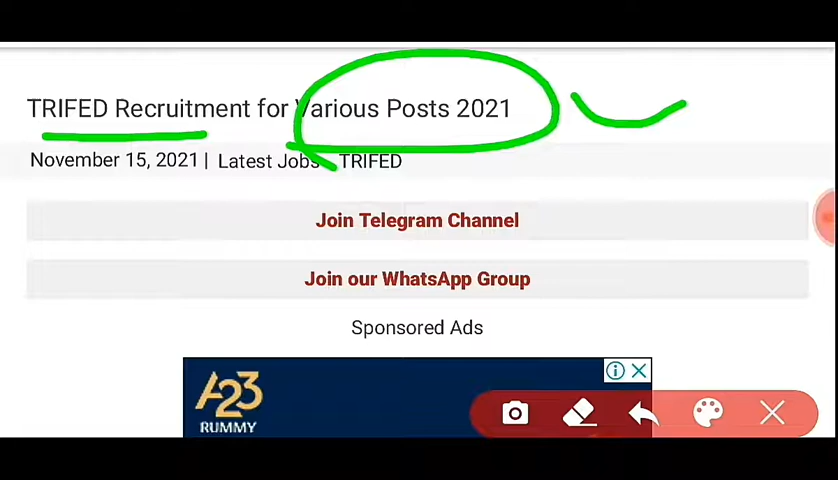 TRIFED Recruitment for Various Posts 2021
November 15, 2021 | Latest Jobs TRIFED
Join Telegram Channel
Join our WhatsApp Group
Sponsored Ads
A23
RUMMY